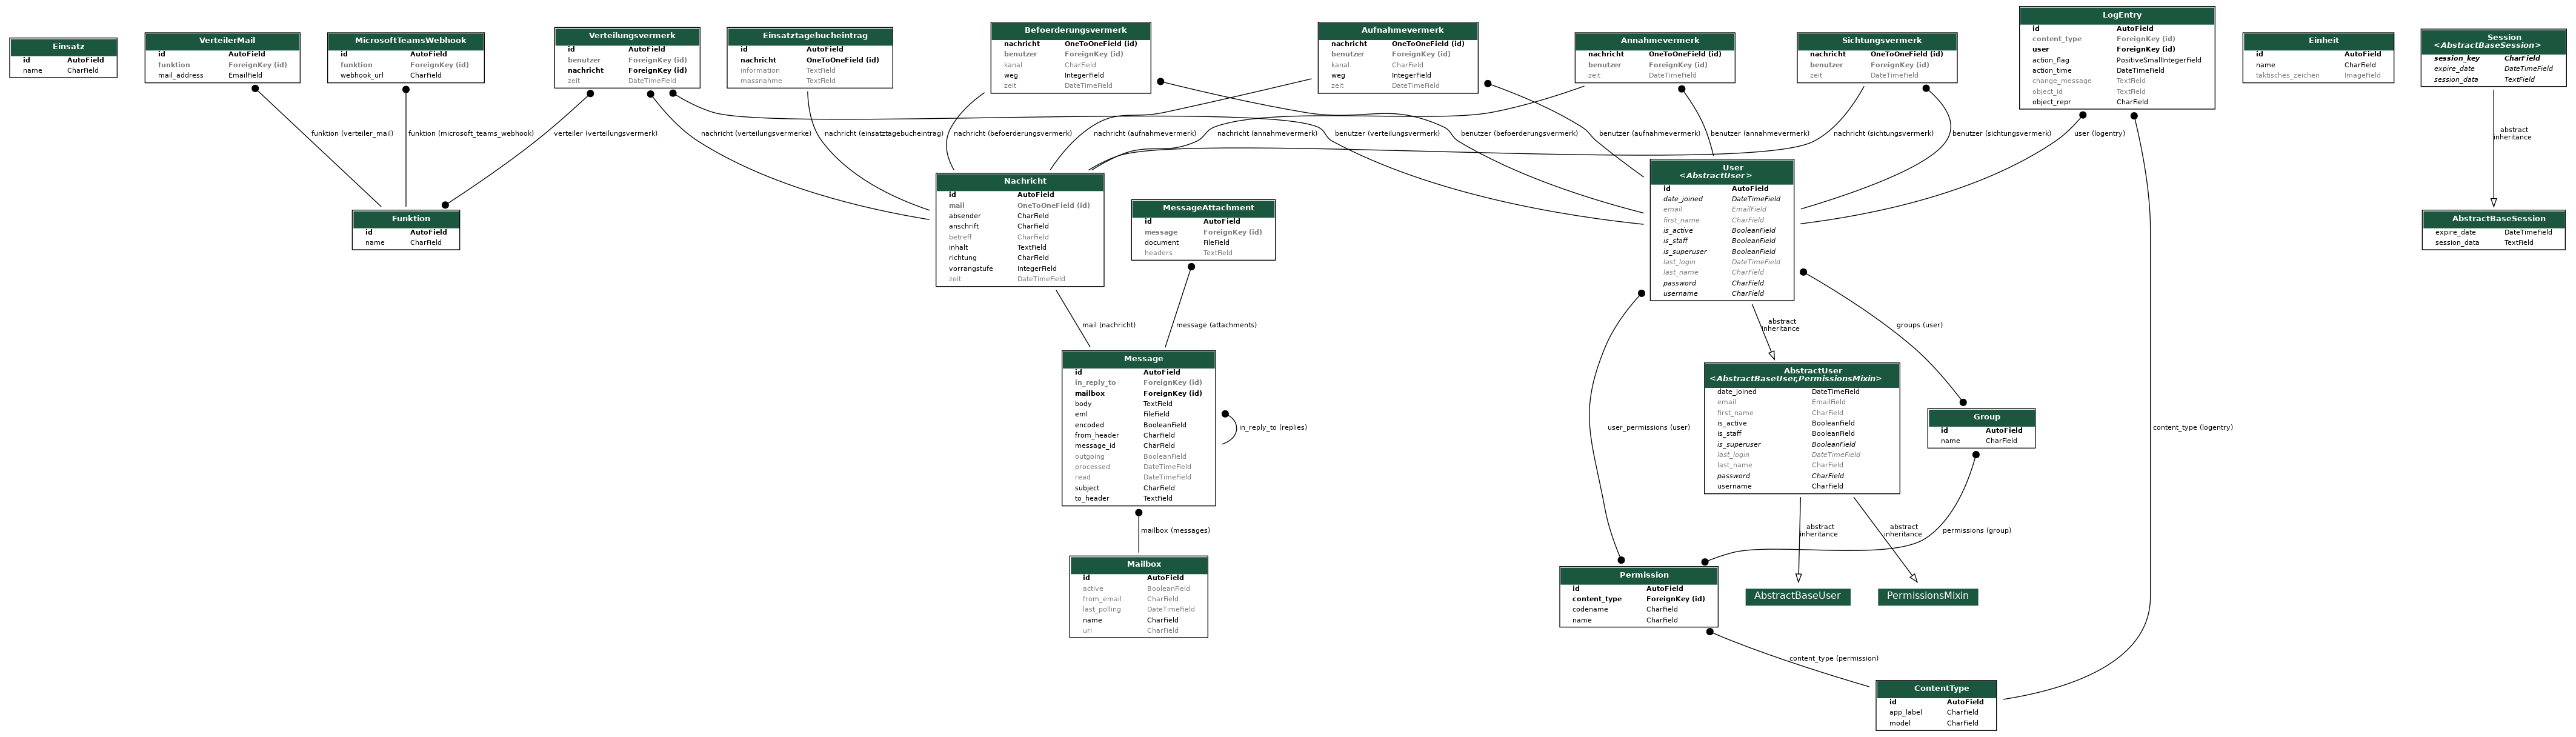 Einsatz
id AutoField
name CharField
VerteilerMail
id AutoField
funktion ForeignKey (id)
mail_address EmailField
MicrosoftTeamsWebhook
id AutoField
funktion ForeignKey (id)
webhook_url CharField
Verteilungsvermerk
id AutoField
benutzer ForeignKey (id)
nachricht ForeignKey (id)
zeit DateTimeField
Einsatztagebucheintrag
id AutoField
nachricht OneToOneField (id)
information TextField
massnahme TextField
Befoerderungsvermerk
nachricht OneToOneField (id)
benutzer ForeignKey (id)
kanal CharField
weg IntegerField
zeit DateTimeField
Aufnahmevermerk
nachricht OneToOneField (id)
benutzer ForeignKey (id)
kanal CharField
weg IntegerField
zeit DateTimeField
Annahmevermerk
nachricht OneToOneField (id)
benutzer ForeignKey (id)
zeit DateTimeField
Sichtungsvermerk
nachricht OneToOneField (id)
benutzer ForeignKey (id)
zeit DateTimeField
LogEntry
id AutoField
content_type ForeignKey (id)
user ForeignKey (id)
action_flag PositiveSmallIntegerField
action_time DateTimeField
change_message TextField
object_id TextField
object_repr CharField
Einheit
id AutoField
name CharField
taktisches_zeichen ImageField
Session
<AbstractBaseSession>
session_key CharField
expire_date DateTimeField
session_data TextField
funktion (verteiler_mail)
funktion (microsoft_teams_webhook)
verteiler (verteilungsvermerk)
nachricht (verteilungsvermerke)
nachricht (einsatztagebucheintrag)
nachricht (befoerderungsvermerk)
nachricht (aufnahmevermerk)
nachricht (annahmevermerk)
benutzer (verteilungsvermerk)
benutzer (befoerderungsvermerk)
benutzer (aufnahmevermerk)
benutzer (annahmevermerk)
nachricht (sichtungsvermerk)
benutzer (sichtungsvermerk)
user (logentry)
abstract
inheritance
Funktion
id AutoField
name CharField
Nachricht
id AutoField
mail OneToOneField (id)
absender CharField
anschrift CharField
betreff CharField
inhalt TextField
richtung CharField
vorrangstufe IntegerField
zeit DateTimeField
MessageAttachment
id AutoField
message ForeignKey (id)
document FileField
headers TextField
User
<AbstractUser>
id AutoField
date_joined DateTimeField
email EmailField
first_name CharField
is_active BooleanField
is_staff BooleanField
is_superuser BooleanField
last_login DateTimeField
last_name CharField
password CharField
username CharField
AbstractBaseSession
expire_date DateTimeField
session_data TextField
mail (nachricht)
message (attachments)
abstract
inheritance
groups (user)
Message
id AutoField
in_reply_to ForeignKey (id)
mailbox ForeignKey (id)
body TextField
eml FileField
encoded BooleanField
from_header CharField
message_id CharField
outgoing BooleanField
processed DateTimeField
read DateTimeField
subject CharField
to_header TextField
in_reply_to (replies)
user_permissions (user)
AbstractUser
<AbstractBaseUser,PermissionsMixin>
date_joined DateTimeField
email EmailField
first_name CharField
is_active BooleanField
is_staff BooleanField
is_superuser BooleanField
last_login DateTimeField
last_name CharField
password CharField
username CharField
Group
id AutoField
name CharField
content_type (logentry)
mailbox (messages)
abstract
inheritance
abstract
inheritance
permissions (group)
Mailbox
id AutoField
active BooleanField
from_email CharField
last_polling DateTimeField
name CharField
uri CharField
Permission
id AutoField
content_type ForeignKey (id)
codename CharField
name CharField
AbstractBaseUser
PermissionsMixin
content_type (permission)
ContentType
id AutoField
app_label CharField
model CharField